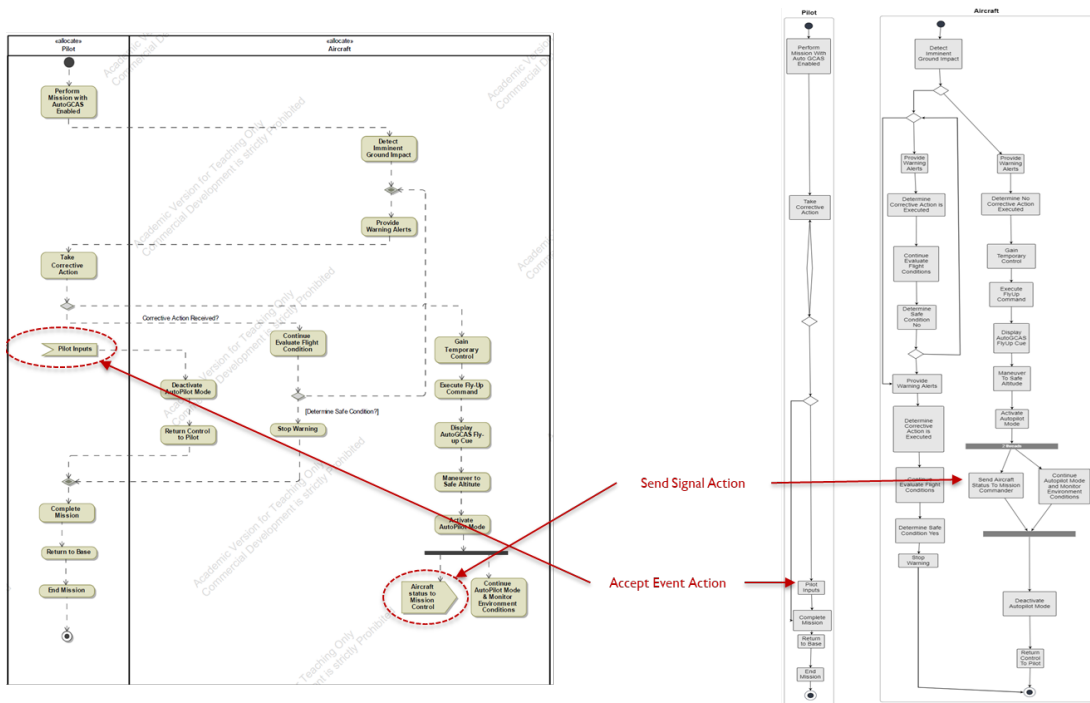 «allocate»
Pilot
«allocate»
Aircraft
Academic Version for Teaching Only
Commercial Development is strictly Prohibited
Perform
Mission with
AutoGCAS
Enabled
Detect
Imminent
Ground Impact
Provide
Warning Alerts
Take
Corrective
Action
Corrective Action Received?
Pilot Inputs
Continue
Evaluate Flight
Condition
Gain
Temporary
Control
Deactivate
AutoPilot Mode
Execute Fly-Up
Command
[Determine Safe Condition?]
Return Control
to Pilot
Stop Warning
Display
AutoGCAS Fly-
up Cue
Maneuver to
Safe Altitute
Complete
Mission
Activate
AutoPilot Mode
Return to Base
End Mission
Aircraft
status to
Mission
Control
Continue
AutoPilot Mode
& Monitor
Environment
Conditions
Send Signal Action
Accept Event Action
Pilot
Perform
Mission With
Auto GCAS
Enabled
Take
Corrective
Action
Pilot
Inputs
Complete
Mission
Return
to Base
End
Mission
Aircraft
Detect
Imminent
Ground Impact
Provide
Warning
Alerts
Determine
Corrective Action is
Executed
Continue
Evaluate Flight
Conditions
Determine Safe
Condition
No
Provide
Warning Alerts
Determine
Corrective Action is
Executed
Continue
Evaluate Flight
Conditions
Determine Safe
Condition Yes
Stop
Warning
Provide
Warning
Alerts
Determine No
Corrective Action
Executed
Gain
Temporary
Control
Execute
FlyUp
Command
Display
AutoGCAS
FlyUp Cue
Maneuver
To Safe
Altitude
Activate
Autopilot
Mode
Send Aircraft
Status To Mission
Commander
Continue
Autopilot Mode
and Monitor
Environment
Conditions
Deactivate
Autopilot Mode
Return
Control
To Pilot